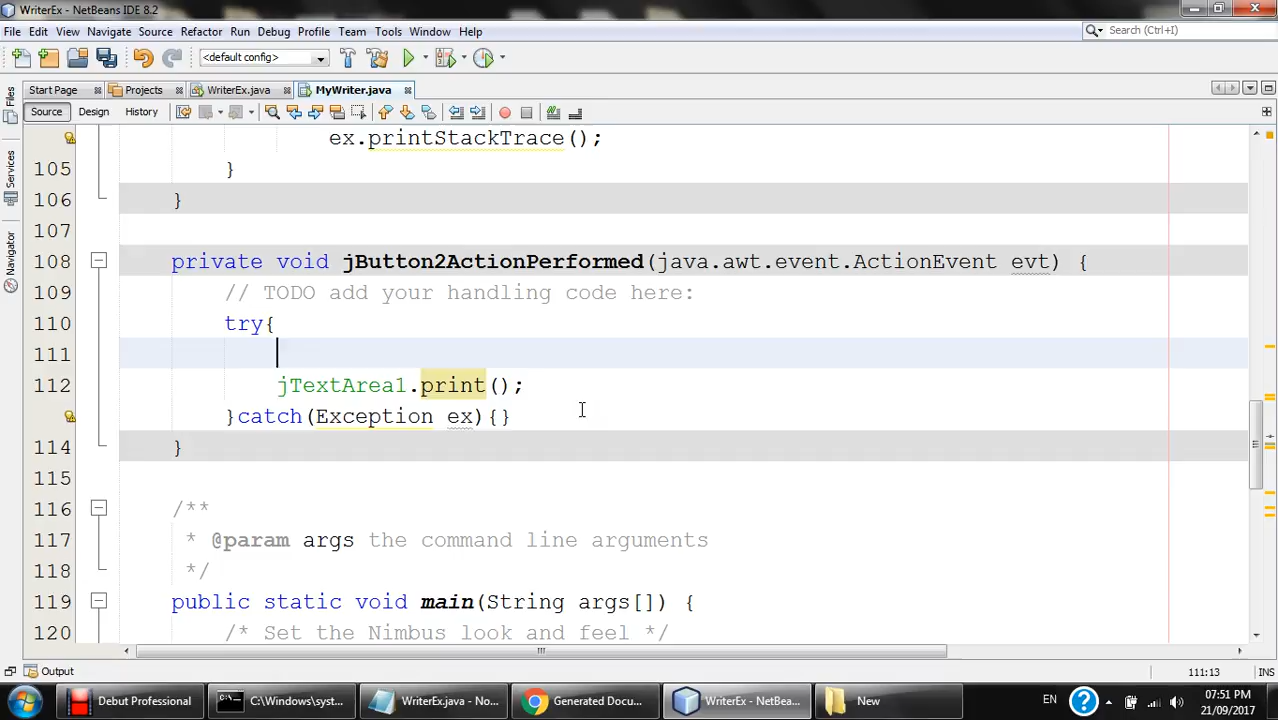 WriterEx - NetBeans IDE 8.2
File Edit View Navigate Source Refactor Run Debug Profile Team Tools Window Help
Search (Ctrl+I)
<default config>
Start Page Projects WriterEx.java MyWriter.java
Source Design History
Files
Services
Navigator
ex.printStackTrace();
105 }
106 }
107
108 private void jButton2ActionPerformed(java.awt.event.ActionEvent evt) {
109 // TODO add your handling code here:
110 try{
111
112 jTextArea1.print();
}catch(Exception ex){}
114 }
115
116 /**
117 * @param args the command line arguments
118 */
119 public static void main(String args[]) {
120 /* Set the Nimbus look and feel */
Output
111:13 INS
Debut Professional C:\Windows\syst... WriterEx.java - No... Generated Docu... WriterEx - NetBea... New EN 07:51 PM
21/09/2017